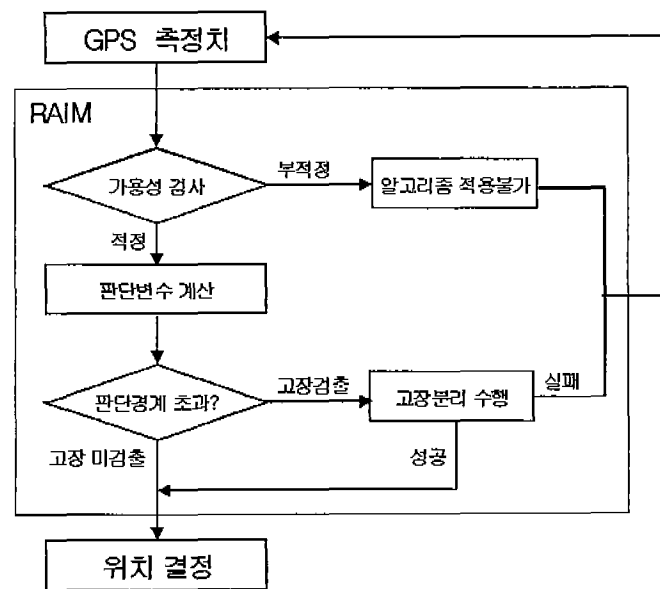 GPS 측정치
RAIM
가용성 검사
부적정
알고리즘 적용불가
적정
판단변수 계산
판단경계 초과?
고장검출
고장분리 수행
실패
고장 미검출
성공
위치 결정